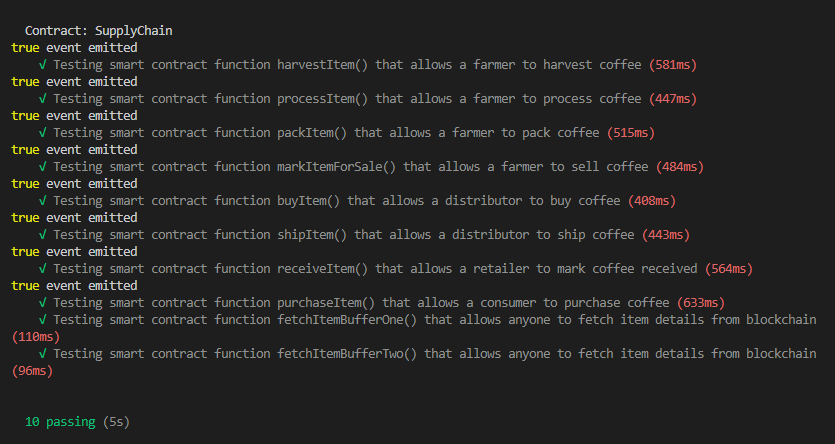 Contract: SupplyChain
true event emitted
√ Testing smart contract function harvestItem() that allows a farmer to harvest coffee (581ms)
true event emitted
√ Testing smart contract function processItem() that allows a farmer to process coffee (447ms)
true event emitted
√ Testing smart contract function packItem() that allows a farmer to pack coffee (515ms)
true event emitted
√ Testing smart contract function markItemForSale() that allows a farmer to sell coffee (484ms)
true event emitted
√ Testing smart contract function buyItem() that allows a distributor to buy coffee (408ms)
true event emitted
√ Testing smart contract function shipItem() that allows a distributor to ship coffee (443ms)
true event emitted
√ Testing smart contract function receiveItem() that allows a retailer to mark coffee received (564ms)
true event emitted
√ Testing smart contract function purchaseItem() that allows a consumer to purchase coffee (633ms)
√ Testing smart contract function fetchItemBufferOne() that allows anyone to fetch item details from blockchain
(110ms)
√ Testing smart contract function fetchItemBufferTwo() that allows anyone to fetch item details from blockchain
(96ms)
10 passing (5s)